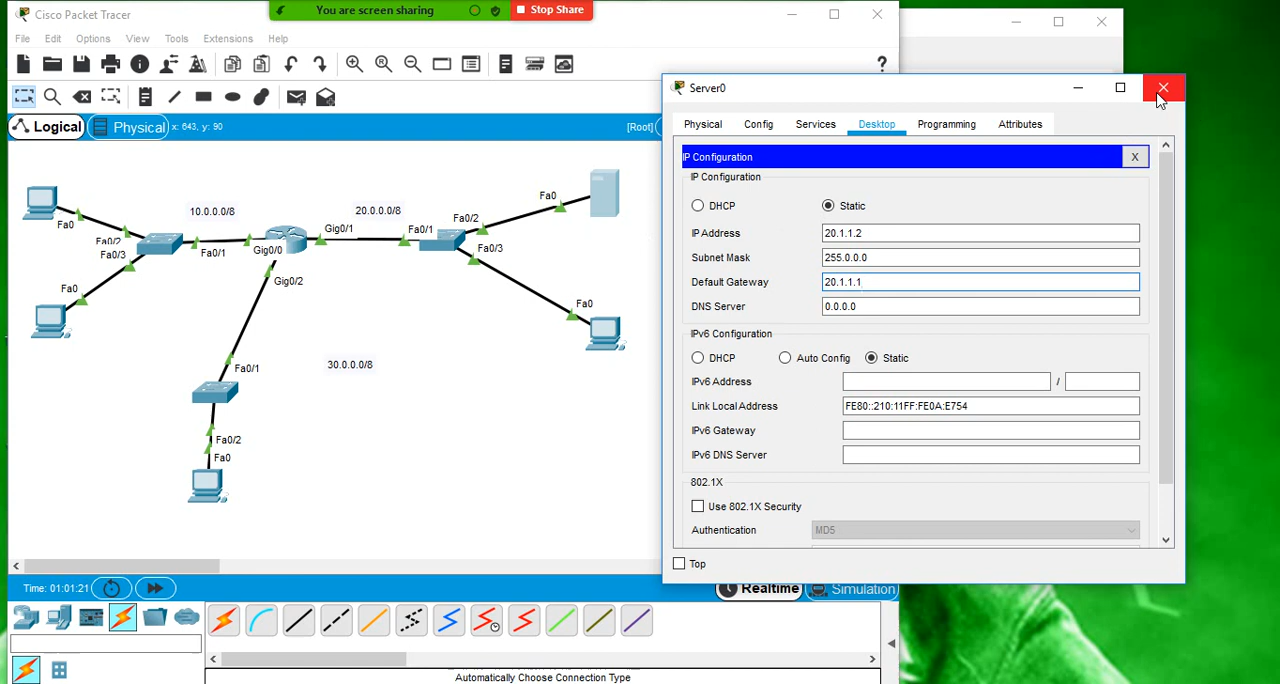 You are screen sharing
Stop Share
Cisco Packet Tracer
File Edit Options View Tools Extensions Help
?
Logical
Physical
x: 643, y: 90
[Root]
10.0.0.0/8
20.0.0.0/8
30.0.0.0/8
Fa0
Fa0/2
Fa0/3
Fa0/1
Fa0
Gig0/0
Gig0/1
Gig0/2
Fa0/1
Fa0/2
Fa0/3
Fa0
Fa0
Fa0/1
Fa0/2
Fa0
Time: 01:01:21
Realtime
Simulation
Automatically Choose Connection Type
Server0
Physical Config Services Desktop Programming Attributes
IP Configuration
X
IP Configuration
DHCP
Static
IP Address
20.1.1.2
Subnet Mask
255.0.0.0
Default Gateway
20.1.1.1
DNS Server
0.0.0.0
IPv6 Configuration
DHCP
Auto Config
Static
IPv6 Address
/
Link Local Address
FE80::210:11FF:FE0A:E754
IPv6 Gateway
IPv6 DNS Server
802.1X
Use 802.1X Security
Authentication
MD5
Top